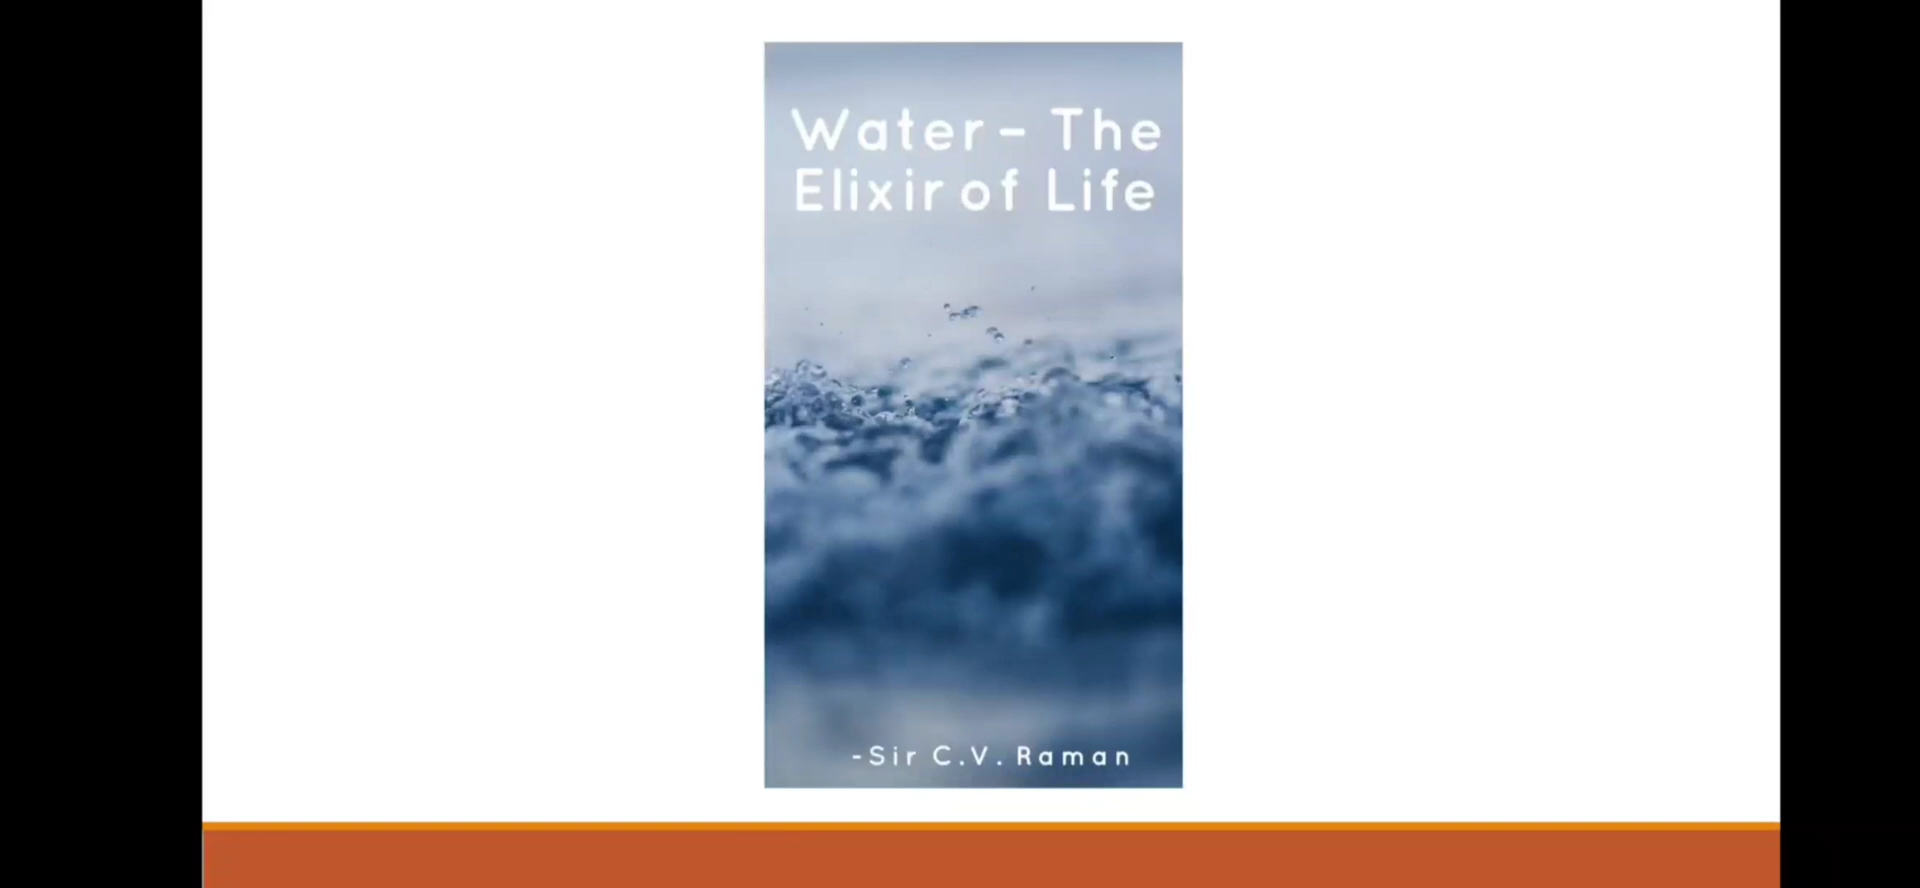 Water – The
Elixir of Life
-Sir C.V. Raman